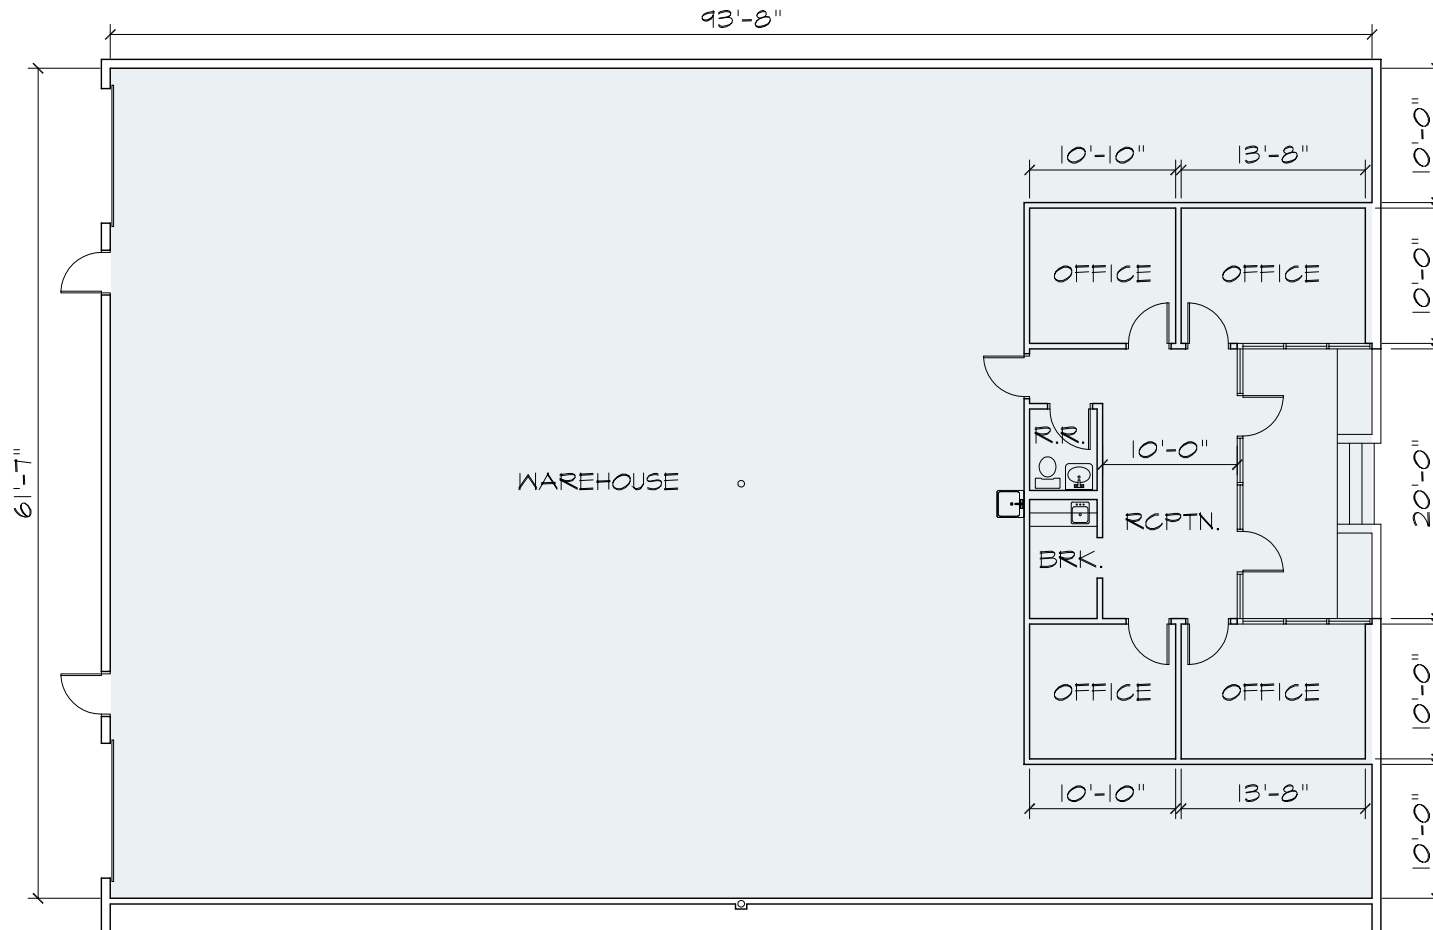 93'-8"
10'-0"
10'-10"
13'-8"
OFFICE
OFFICE
10'-0"
R.R.
10'-0"
61'-7"
WAREHOUSE
20'-0"
RCPTN.
BRK.
OFFICE
OFFICE
10'-0"
10'-10"
13'-8"
10'-0"